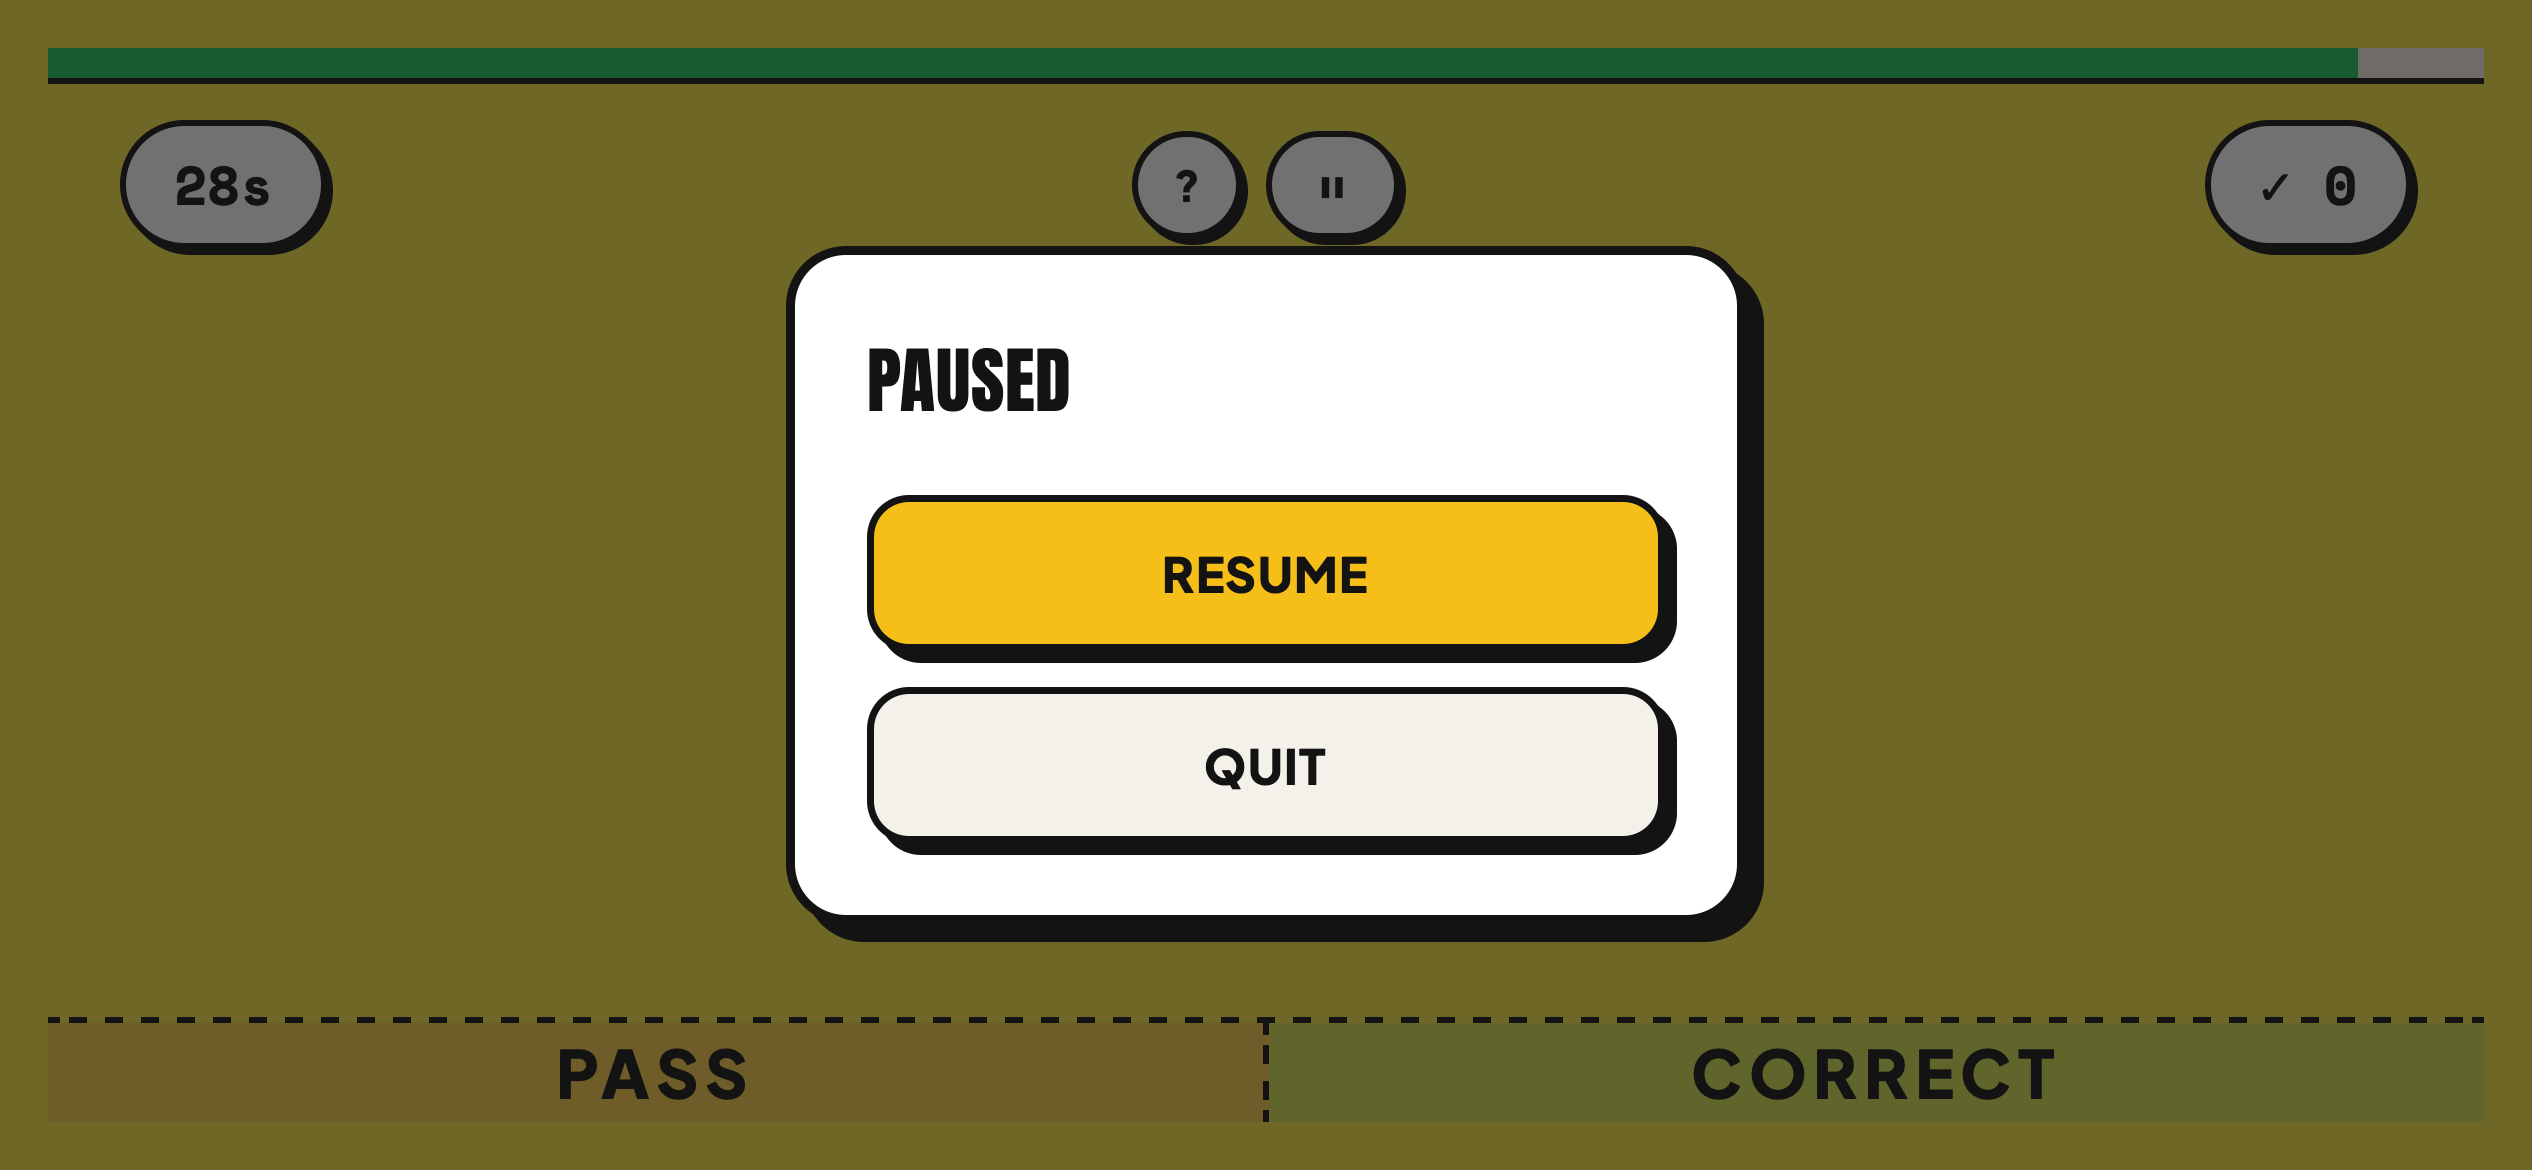 28s ? ⏸ ✓ 0
PAUSED
RESUME
QUIT
PASS CORRECT